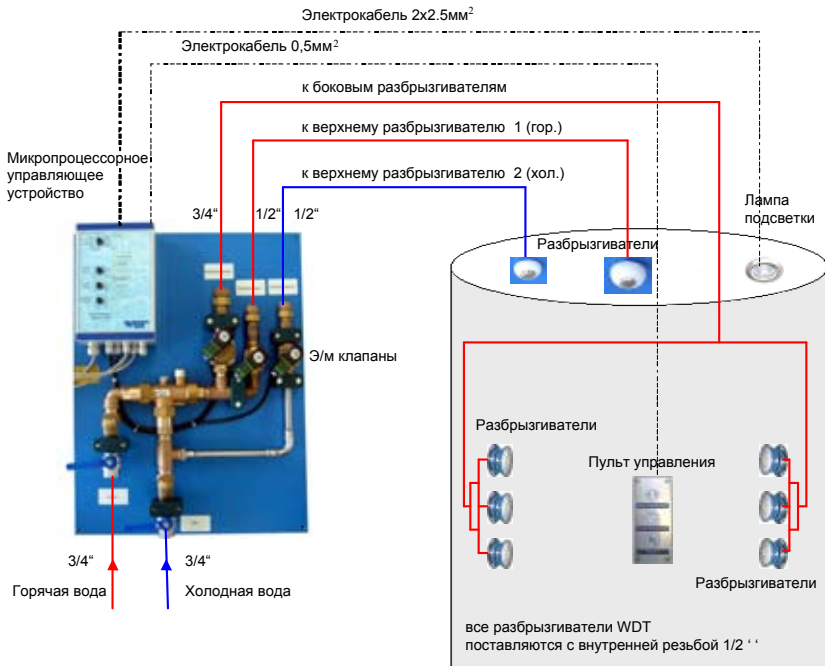 Электрокабель 2х2.5мм²
Электрокабель 0,5мм²
к боковым разбрызгивателям
к верхнему разбрызгивателю 1 (гор.)
к верхнему разбрызгивателю 2 (хол.)
Микропроцессорное
управляющее
устройство
3/4“
1/2“
1/2“
Лампа
подсветки
Разбрызгиватели
Э/м клапаны
Разбрызгиватели
Пульт управления
Разбрызгиватели
3/4“
3/4“
Горячая вода
Холодная вода
все разбрызгиватели WDT
поставляются с внутренней резьбой 1/2 ‘ ‘